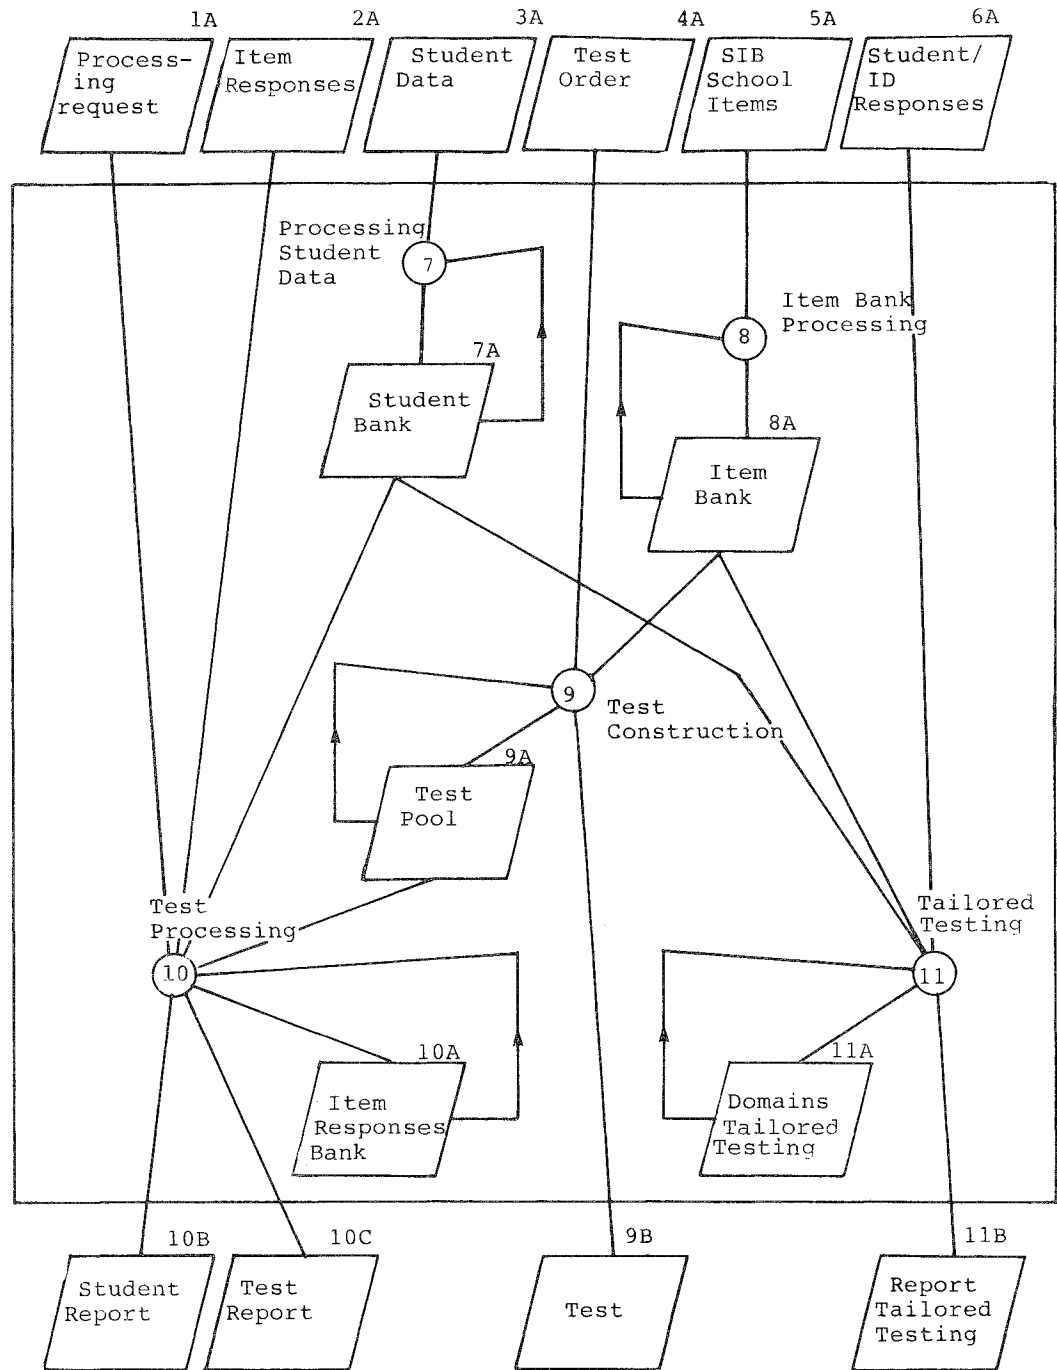 1A 2A 3A 4A 5A 6A
Process-
ing
request
Item
Responses
Student
Data
Test
Order
SIB
School
Items
Student/
ID
Responses
Processing
Student
Data
7
Item Bank
Processing
8
7A
Student
Bank
8A
Item
Bank
9
Test
Construction
9A
Test
Pool
Test
Processing
10
Tailored
Testing
11
10A
Item
Responses
Bank
11A
Domains
Tailored
Testing
10B
Student
Report
10C
Test
Report
9B
Test
11B
Report
Tailored
Testing